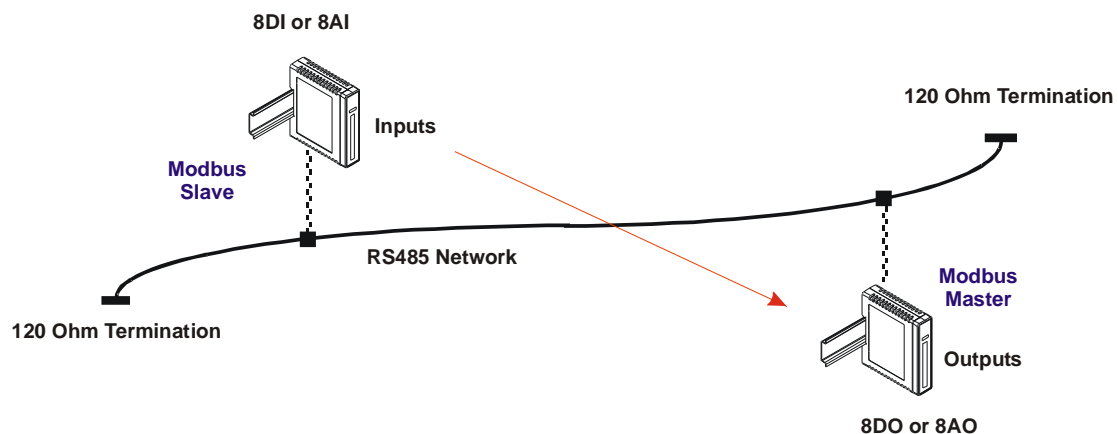 8DI or 8AI
120 Ohm Termination
Inputs
Modbus
Slave
RS485 Network
Modbus
Master
120 Ohm Termination
Outputs
8DO or 8AO